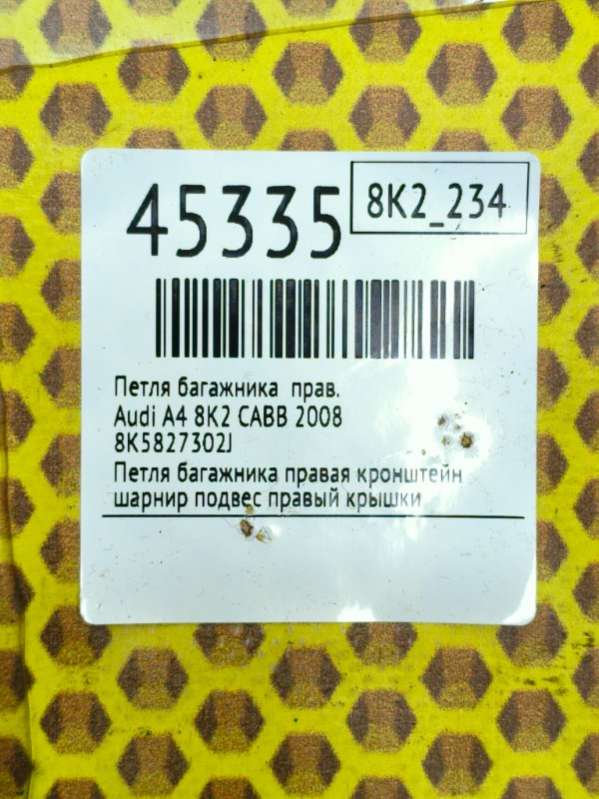 45335
8K2_234
Петля багажника прав.
Audi A4 8K2 CABB 2008
8K5827302J
Петля багажника правая кронштейн
шарнир подвес правый крышки